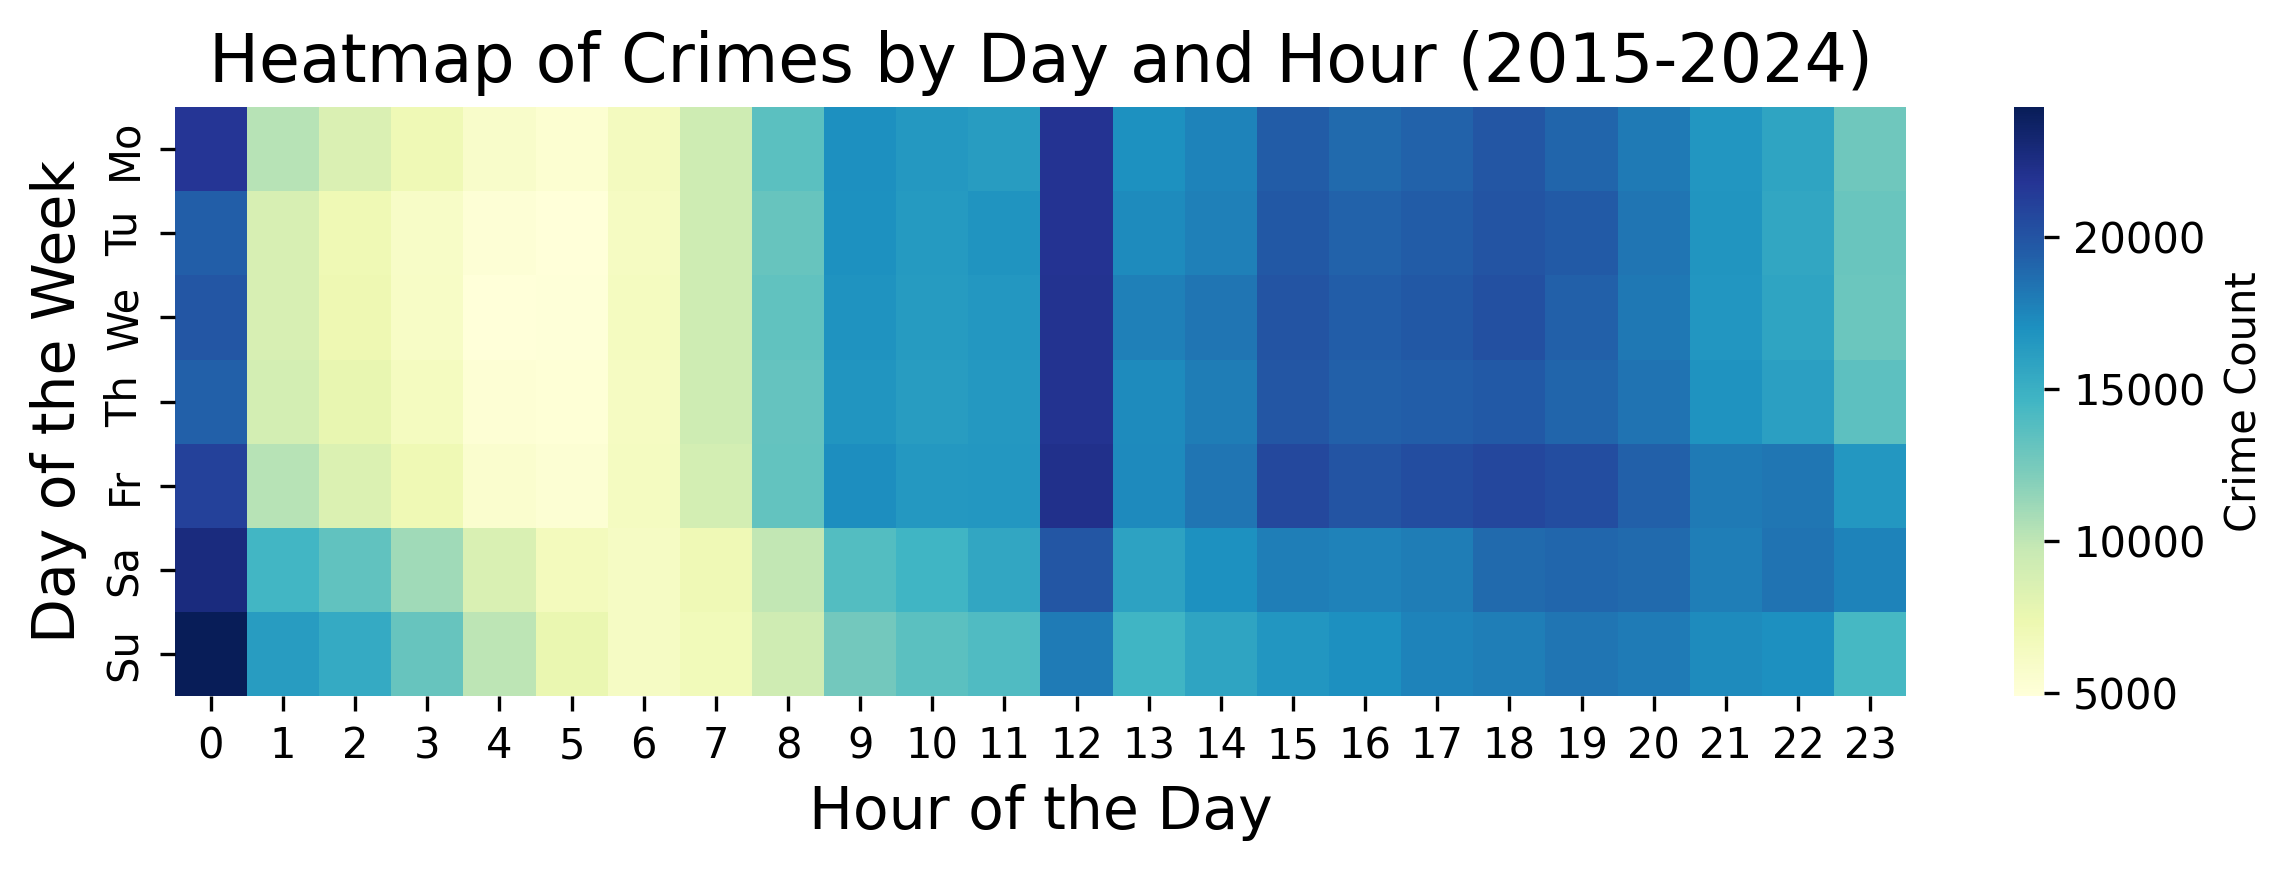 Heatmap of Crimes by Day and Hour (2015-2024)
Day of the Week
Mo
Tu
We
Th
Fr
Sa
Su
0 1 2 3 4 5 6 7 8 9 10 11 12 13 14 15 16 17 18 19 20 21 22 23
Hour of the Day
20000
15000
10000
5000
Crime Count